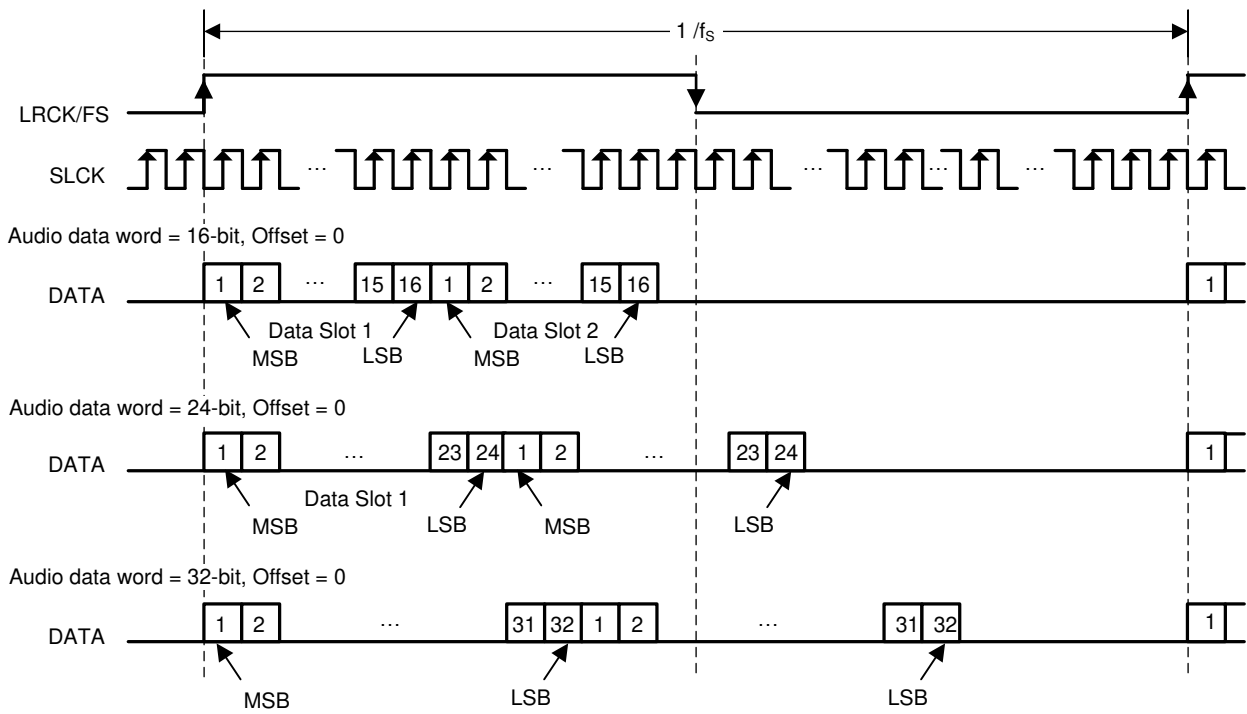 1 /fS
LRCK/FS
SLCK
… … … … …
Audio data word = 16-bit, Offset = 0
DATA 1 2 … 15 16 1 2 … 15 16 1
Data Slot 1 Data Slot 2
MSB LSB MSB LSB
Audio data word = 24-bit, Offset = 0
DATA 1 2 … 23 24 1 2 … 23 24 1
Data Slot 1
MSB LSB MSB LSB
Audio data word = 32-bit, Offset = 0
DATA 1 2 … 31 32 1 2 … 31 32 1
MSB LSB LSB